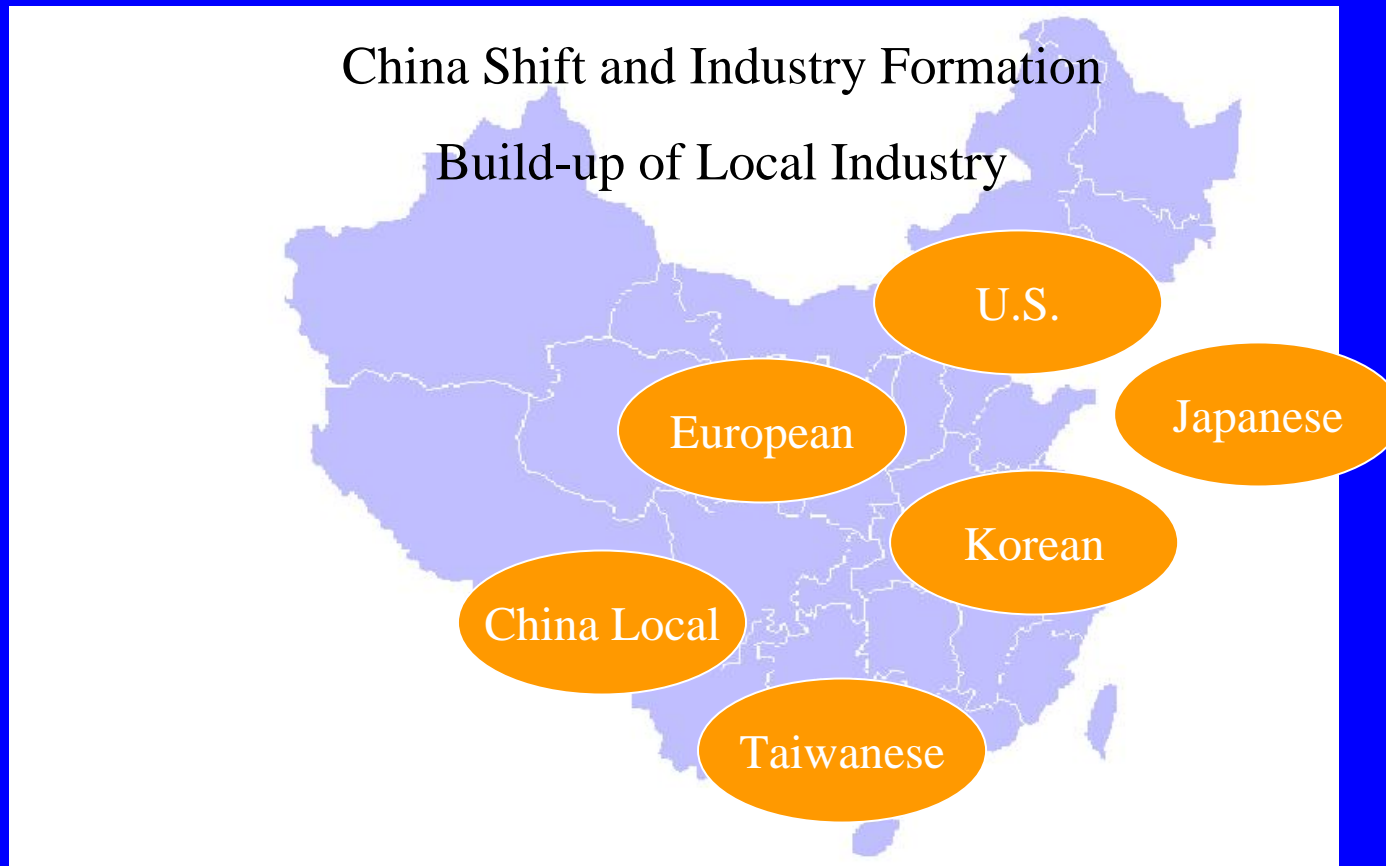 China Shift and Industry Formation
Build-up of Local Industry
U.S.
Japanese
European
Korean
China Local
Taiwanese